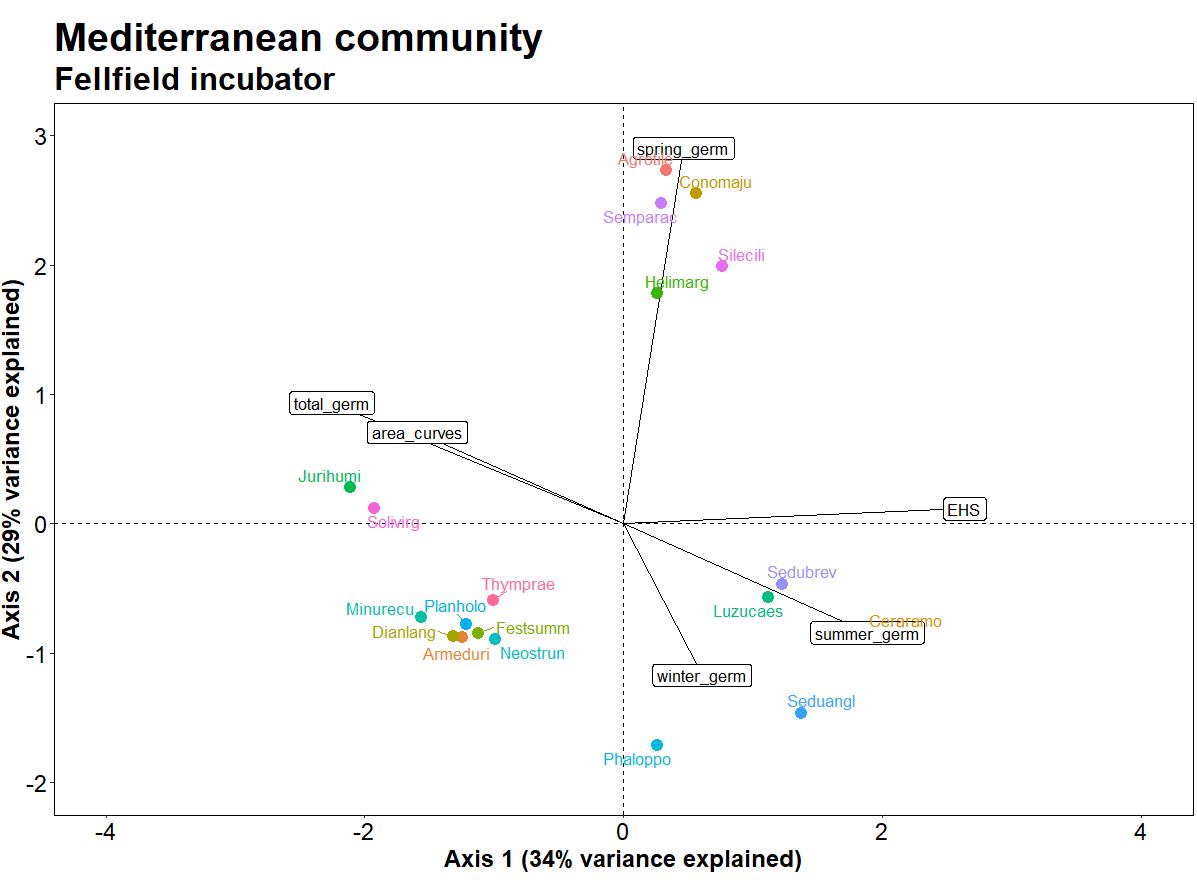 Mediterranean community
Fellfield incubator
Axis 2 (29% variance explained)
3
2
1
0
-1
-2
spring_germ
Agrotile
Conomaju
Semparac
Silecili
Helimarg
total_germ
area_curves
Jurihumi
Solivirg
EHS
Thymprae
Sedubrev
Minurecu
Planholo
Luzucaes
Dianlang
Festsumm
Ceraramo
summer_germ
Armeduri
Neostrun
winter_germ
Seduangl
Phaloppo
-4
-2
0
2
4
Axis 1 (34% variance explained)